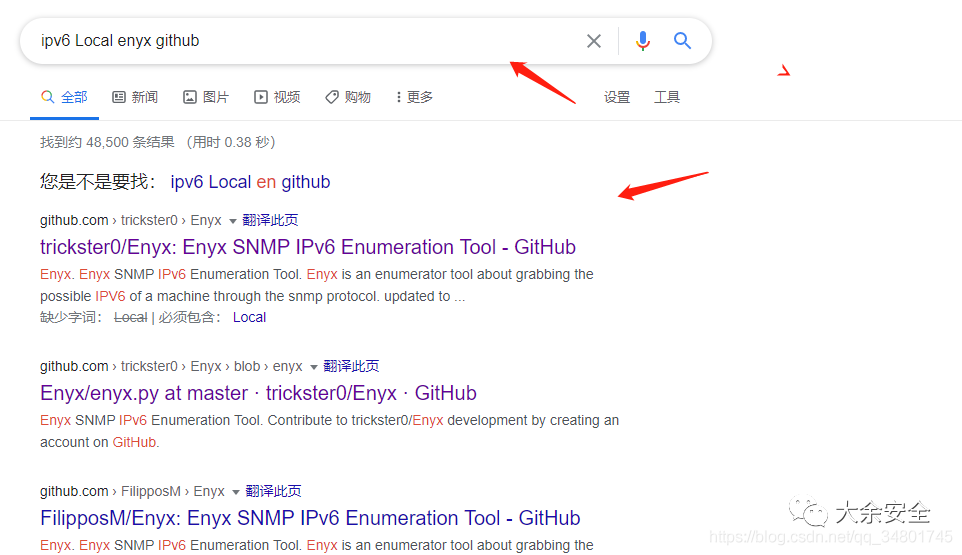 ipv6 Local enyx github
全部 新闻 图片 视频 购物 更多 设置 工具
找到约 48,500 条结果 （用时 0.38 秒）
您是不是要找： ipv6 Local en github
github.com › trickster0 › Enyx 翻译此页
trickster0/Enyx: Enyx SNMP IPv6 Enumeration Tool - GitHub
Enyx. Enyx SNMP IPv6 Enumeration Tool. Enyx is an enumerator tool about grabbing the
possible IPV6 of a machine through the snmp protocol. updated to ...
缺少字词： Local | 必须包含： Local
github.com › trickster0 › Enyx › blob › enyx 翻译此页
Enyx/enyx.py at master · trickster0/Enyx · GitHub
Enyx SNMP IPv6 Enumeration Tool. Contribute to trickster0/Enyx development by creating an
account on GitHub.
github.com › FilipposM › Enyx 翻译此页
FilipposM/Enyx: Enyx SNMP IPv6 Enumeration Tool - GitHub
Enyx. Enyx SNMP IPv6 Enumeration Tool. Enyx is an enumerator tool about grabbing the
大余安全
https://blog.csdn.net/qq_34801745